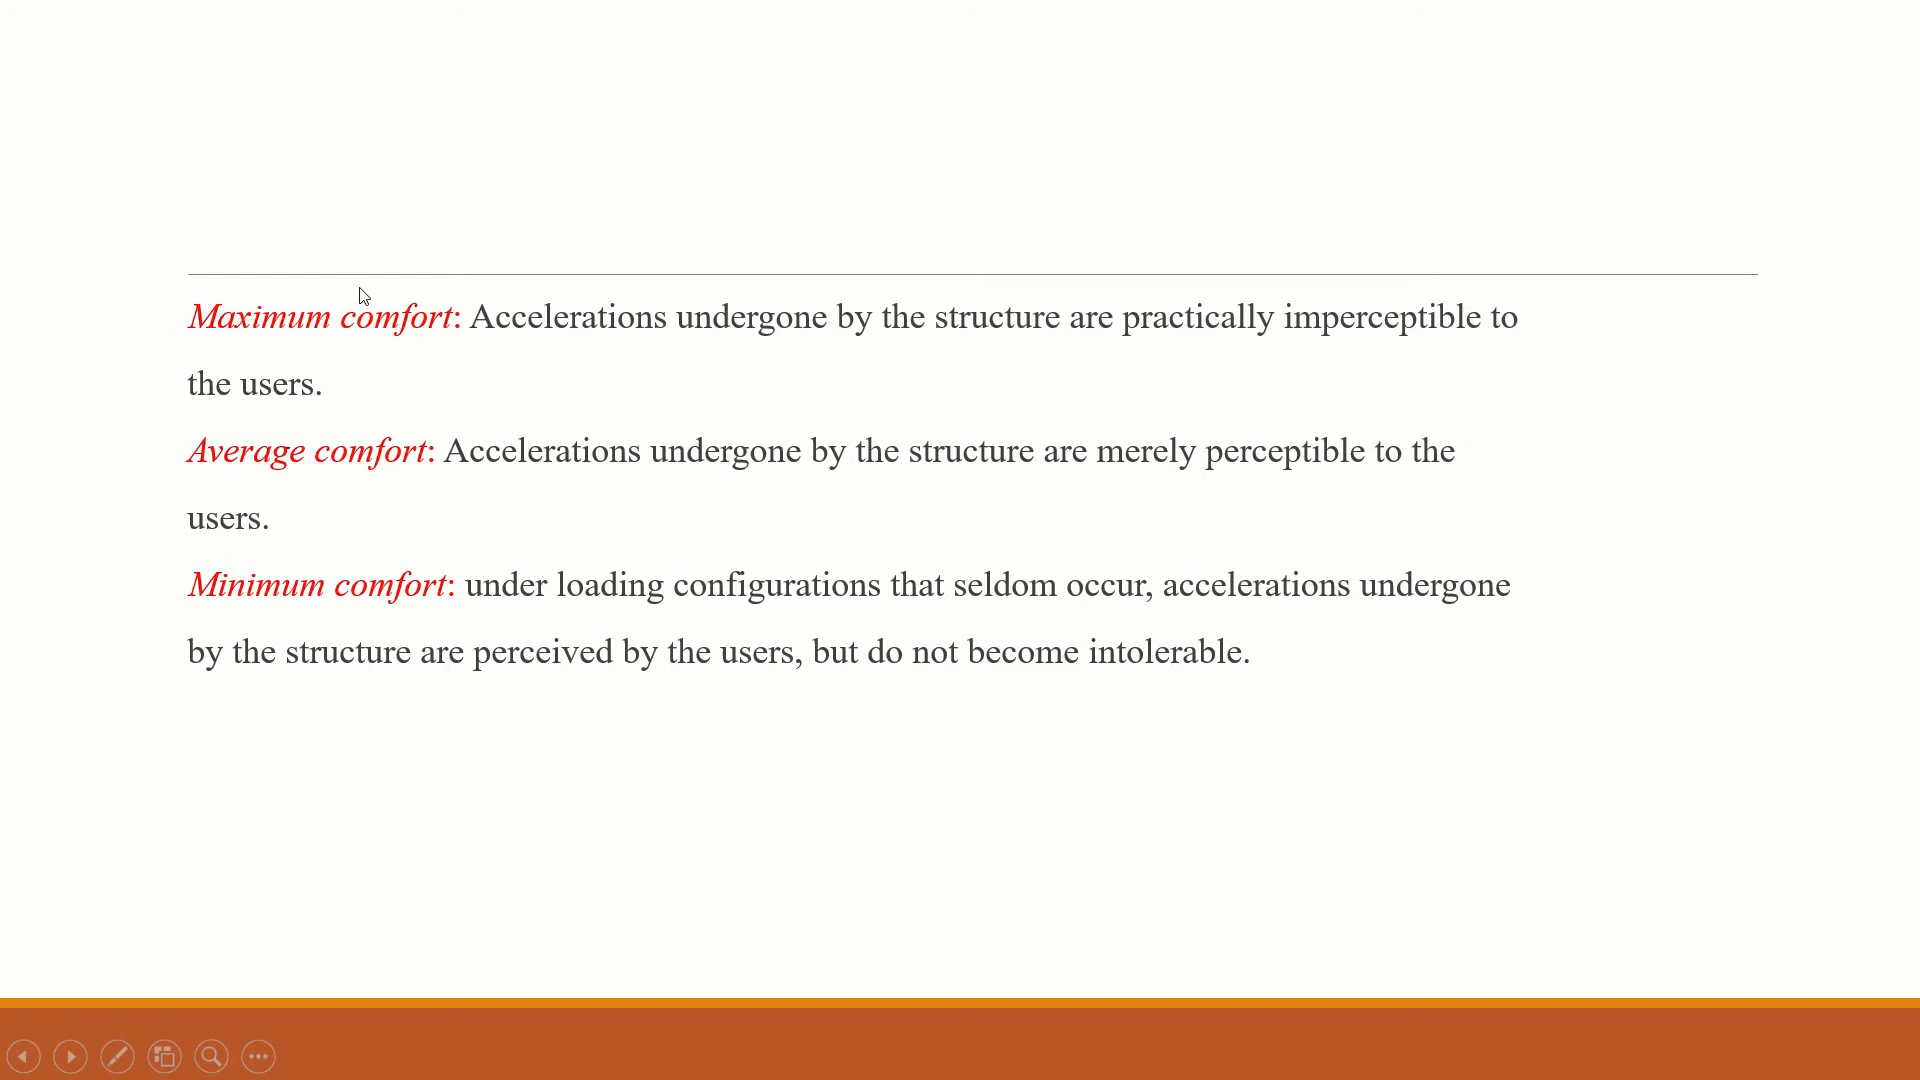 Maximum comfort: Accelerations undergone by the structure are practically imperceptible to
the users.
Average comfort: Accelerations undergone by the structure are merely perceptible to the
users.
Minimum comfort: under loading configurations that seldom occur, accelerations undergone
by the structure are perceived by the users, but do not become intolerable.